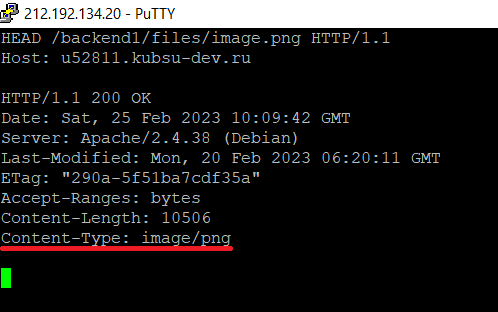 212.192.134.20 - PuTTY
HEAD /backend1/files/image.png HTTP/1.1
Host: u52811.kubsu-dev.ru
HTTP/1.1 200 OK
Date: Sat, 25 Feb 2023 10:09:42 GMT
Server: Apache/2.4.38 (Debian)
Last-Modified: Mon, 20 Feb 2023 06:20:11 GMT
ETag: "290a-5f51ba7cdf35a"
Accept-Ranges: bytes
Content-Length: 10506
Content-Type: image/png